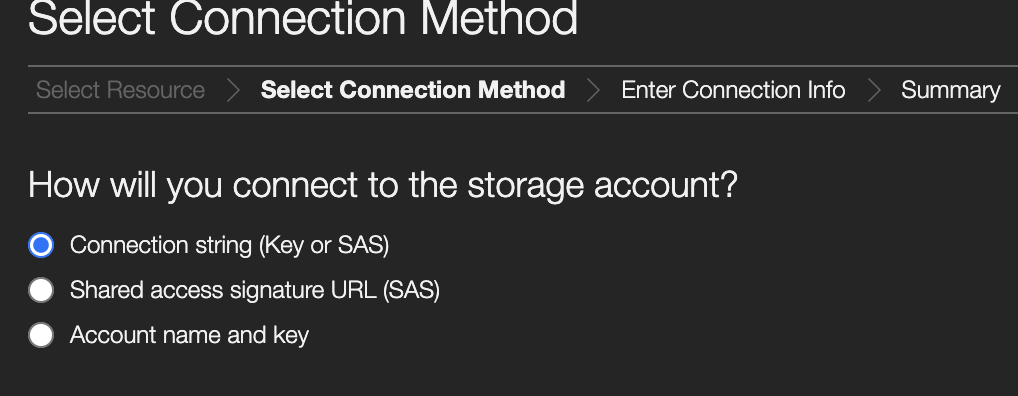 Select Connection Method
Select Resource > Select Connection Method > Enter Connection Info > Summary
How will you connect to the storage account?
Connection string (Key or SAS)
Shared access signature URL (SAS)
Account name and key